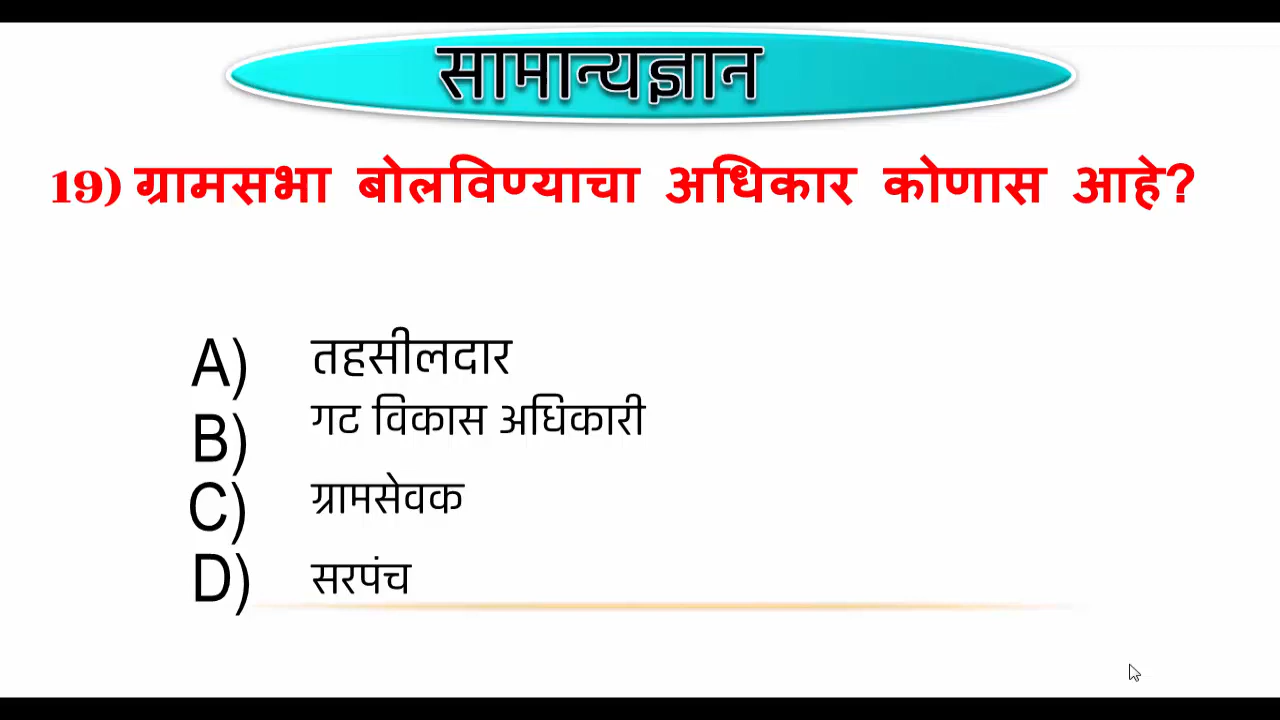 सामान्यज्ञान
19) ग्रामसभा बोलविण्याचा अधिकार कोणास आहे?
A) तहसीलदार
B) गट विकास अधिकारी
C) ग्रामसेवक
D) सरपंच